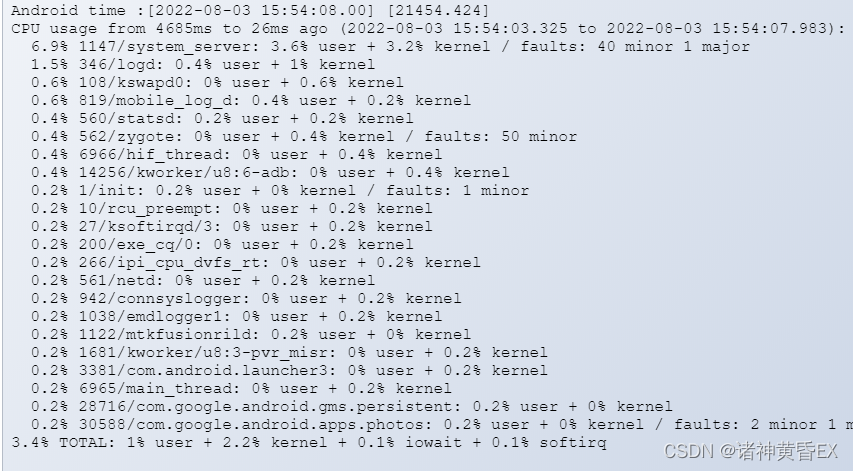 Android time :[2022-08-03 15:54:08.00] [21454.424]
CPU usage from 4685ms to 26ms ago (2022-08-03 15:54:03.325 to 2022-08-03 15:54:07.983):
6.9% 1147/system_server: 3.6% user + 3.2% kernel / faults: 40 minor 1 major
1.5% 346/logd: 0.4% user + 1% kernel
0.6% 108/kswapd0: 0% user + 0.6% kernel
0.6% 819/mobile_log_d: 0.4% user + 0.2% kernel
0.4% 560/statsd: 0.2% user + 0.2% kernel
0.4% 562/zygote: 0% user + 0.4% kernel / faults: 50 minor
0.4% 6966/hif_thread: 0% user + 0.4% kernel
0.4% 14256/kworker/u8:6-adb: 0% user + 0.4% kernel
0.2% 1/init: 0.2% user + 0% kernel / faults: 1 minor
0.2% 10/rcu_preempt: 0% user + 0.2% kernel
0.2% 27/ksoftirqd/3: 0% user + 0.2% kernel
0.2% 200/exe_cq/0: 0% user + 0.2% kernel
0.2% 266/ipi_cpu_dvfs_rt: 0% user + 0.2% kernel
0.2% 561/netd: 0% user + 0.2% kernel
0.2% 942/connsyslogger: 0% user + 0.2% kernel
0.2% 1038/emdlogger1: 0% user + 0.2% kernel
0.2% 1122/mtkfusionrild: 0.2% user + 0% kernel
0.2% 1681/kworker/u8:3-pvr_misr: 0% user + 0.2% kernel
0.2% 3381/com.android.launcher3: 0% user + 0.2% kernel
0.2% 6965/main_thread: 0% user + 0.2% kernel
0.2% 28716/com.google.android.gms.persistent: 0.2% user + 0% kernel
0.2% 30588/com.google.android.apps.photos: 0.2% user + 0% kernel / faults: 2 minor 1 m
3.4% TOTAL: 1% user + 2.2% kernel + 0.1% iowait + 0.1% softirq
CSDN @诸神黄昏EX